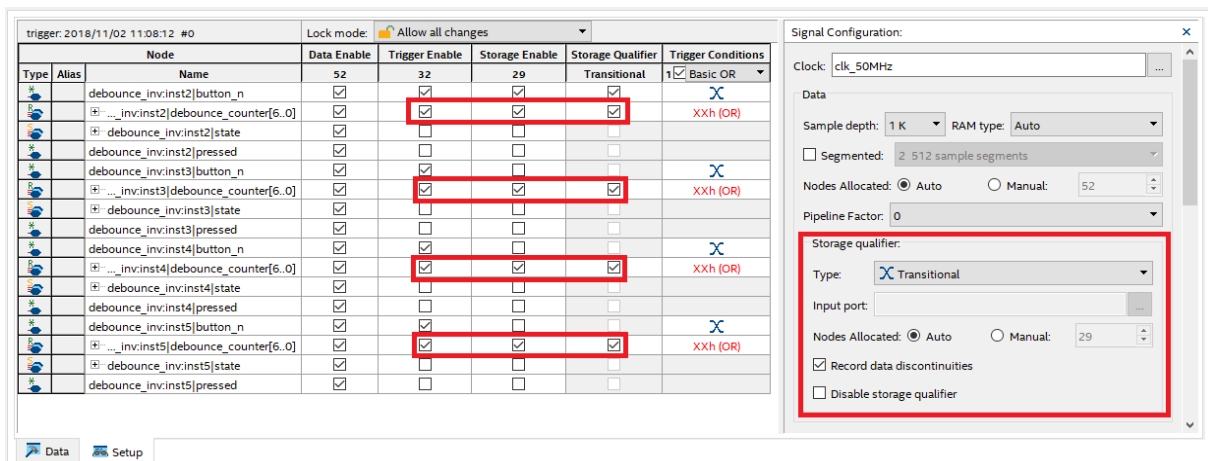 trigger: 2018/11/02 11:08:12 #0 Lock mode: Allow all changes
Node Data Enable Trigger Enable Storage Enable Storage Qualifier Trigger Conditions
Type Alias Name 52 32 29 Transitional 1 Basic OR
debounce_inv:inst2|button_n
..._inv:inst2|debounce_counter[6..0] XXh (OR)
debounce_inv:inst2|state
debounce_inv:inst2|pressed
debounce_inv:inst3|button_n
..._inv:inst3|debounce_counter[6..0] XXh (OR)
debounce_inv:inst3|state
debounce_inv:inst3|pressed
debounce_inv:inst4|button_n
..._inv:inst4|debounce_counter[6..0] XXh (OR)
debounce_inv:inst4|state
debounce_inv:inst4|pressed
debounce_inv:inst5|button_n
..._inv:inst5|debounce_counter[6..0] XXh (OR)
debounce_inv:inst5|state
debounce_inv:inst5|pressed
Data Setup
Signal Configuration:
Clock: clk_50MHz ...
Data
Sample depth: 1 K RAM type: Auto
Segmented: 2 512 sample segments
Nodes Allocated: Auto Manual: 52
Pipeline Factor: 0
Storage qualifier:
Type: Transitional
Input port: ...
Nodes Allocated: Auto Manual: 29
Record data discontinuities
Disable storage qualifier